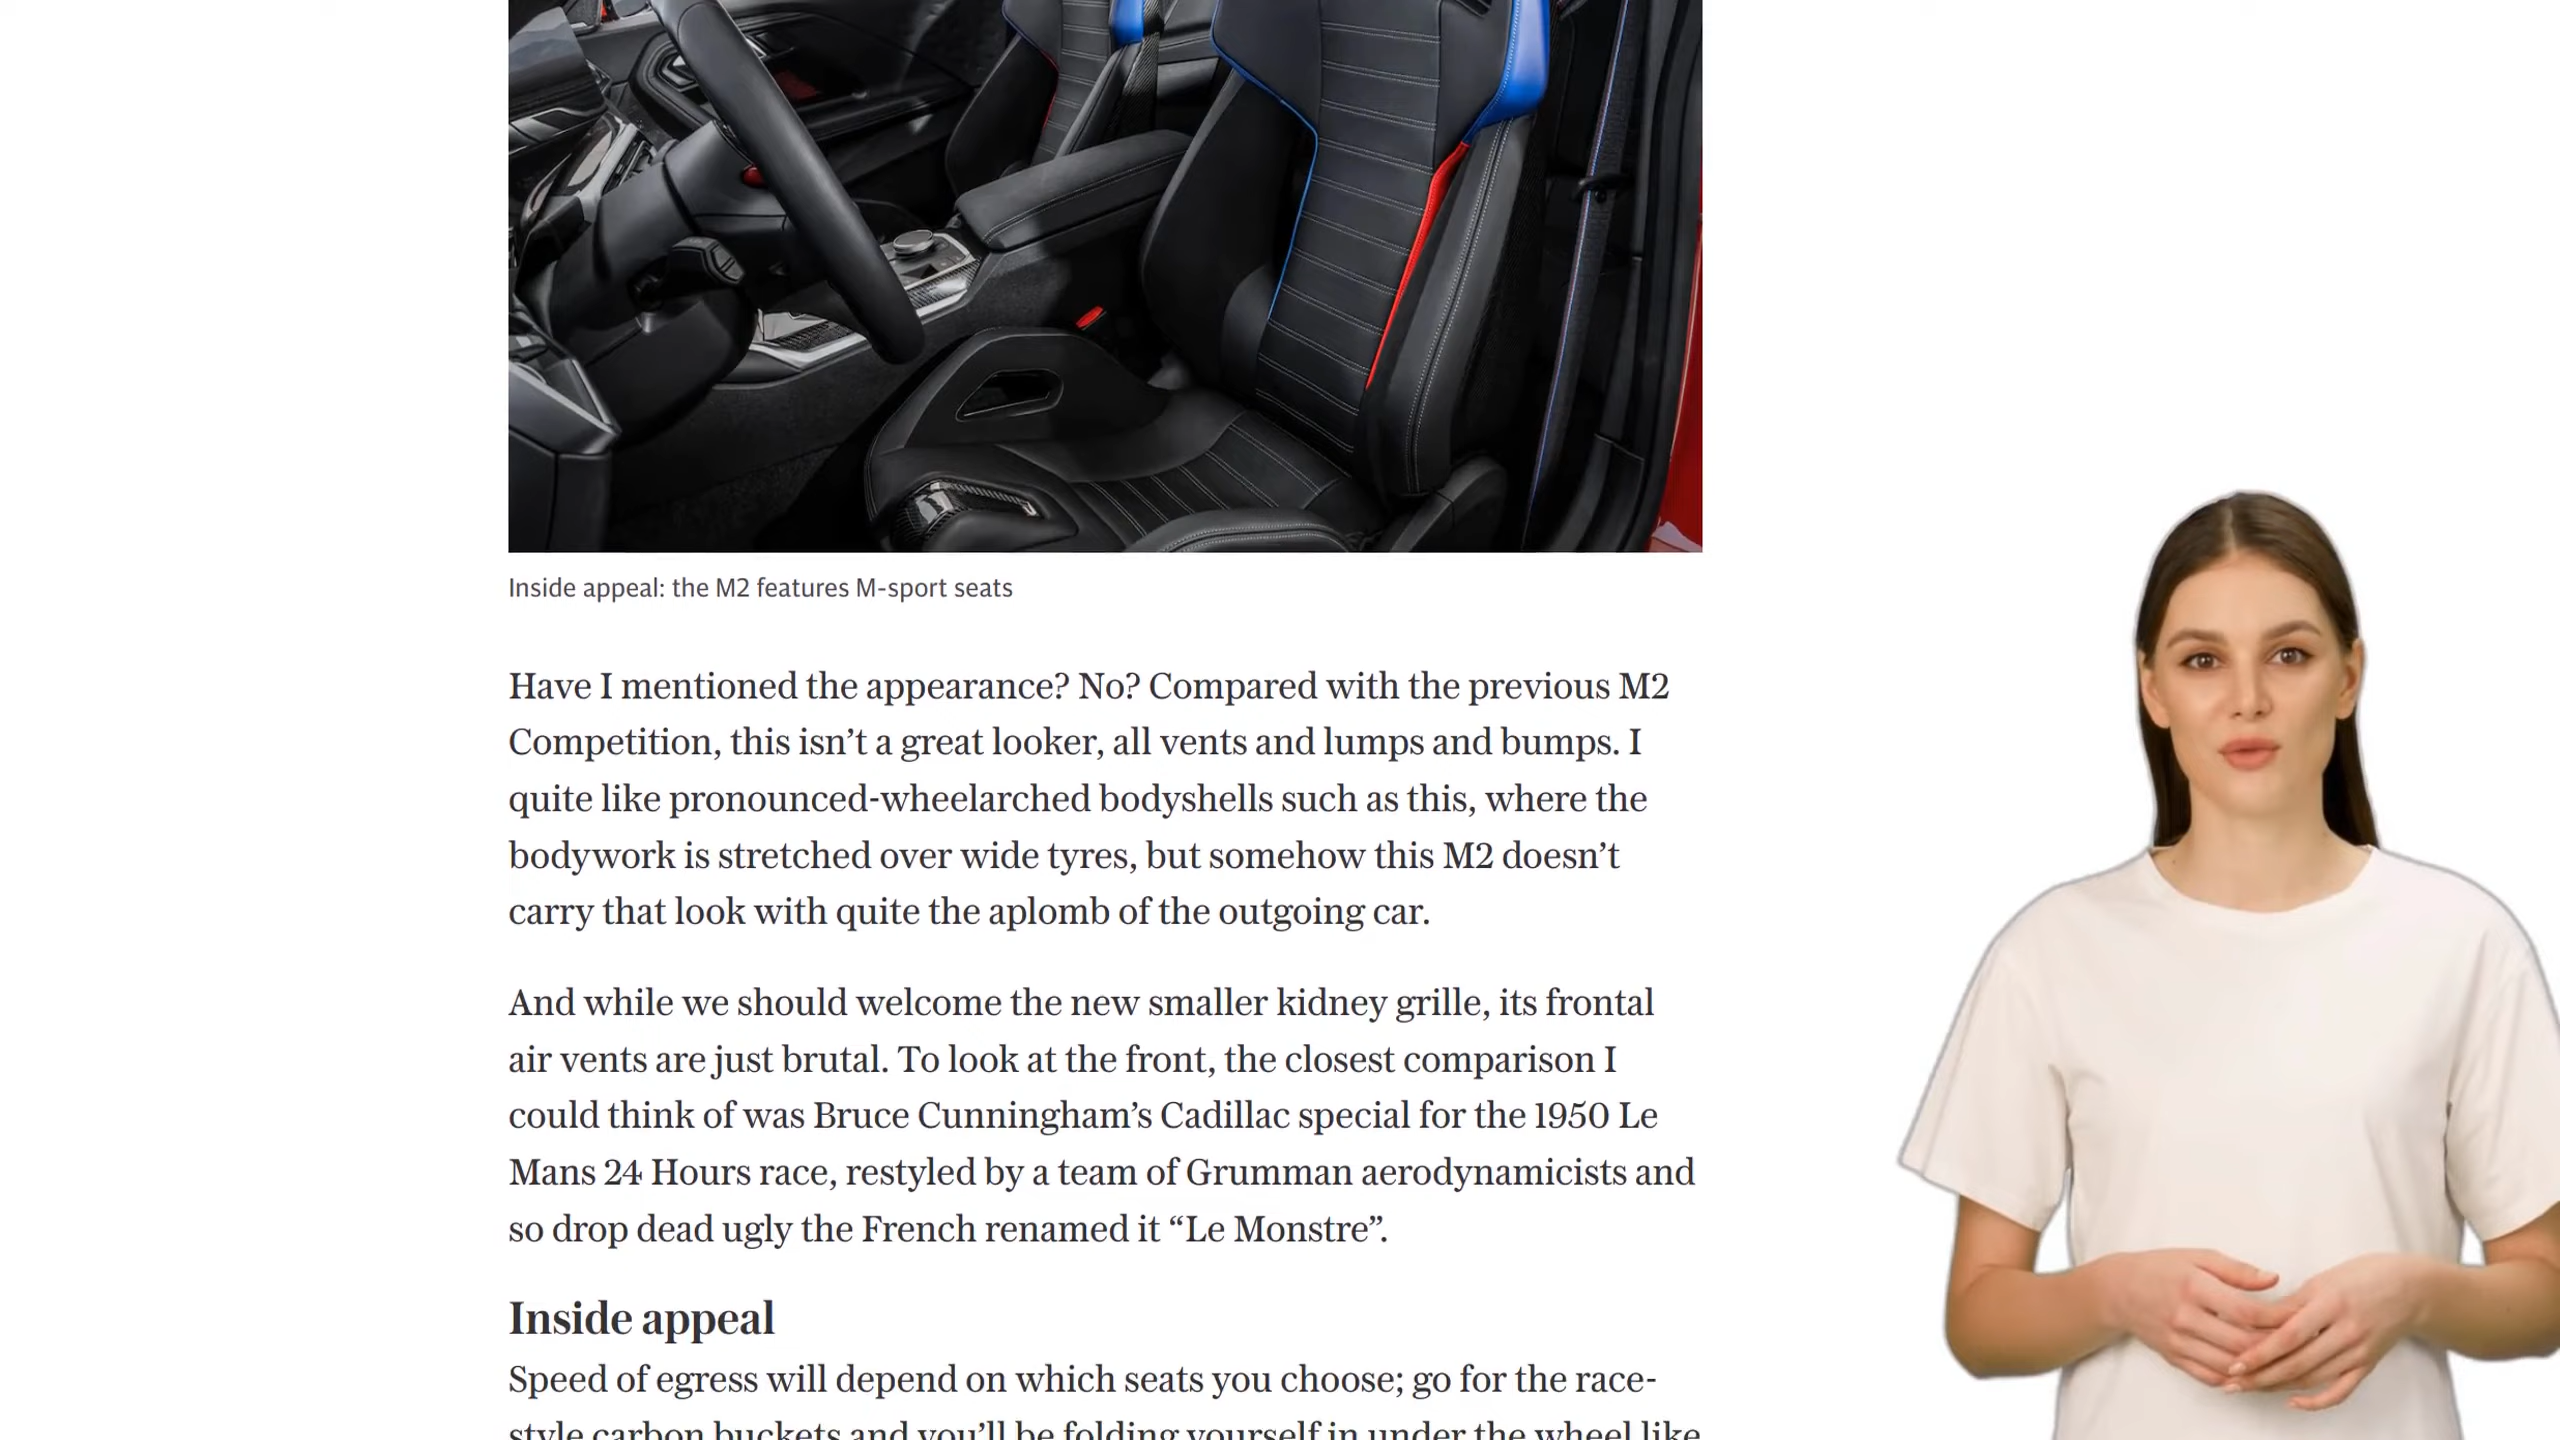 Inside appeal: the M2 features M-sport seats
Have I mentioned the appearance? No? Compared with the previous M2
Competition, this isn’t a great looker, all vents and lumps and bumps. I
quite like pronounced-wheelarched bodyshells such as this, where the
bodywork is stretched over wide tyres, but somehow this M2 doesn’t
carry that look with quite the aplomb of the outgoing car.
And while we should welcome the new smaller kidney grille, its frontal
air vents are just brutal. To look at the front, the closest comparison I
could think of was Bruce Cunningham’s Cadillac special for the 1950 Le
Mans 24 Hours race, restyled by a team of Grumman aerodynamicists and
so drop dead ugly the French renamed it “Le Monstre”.
Inside appeal
Speed of egress will depend on which seats you choose; go for the race-
style carbon buckets and you’ll be folding yourself in under the wheel like